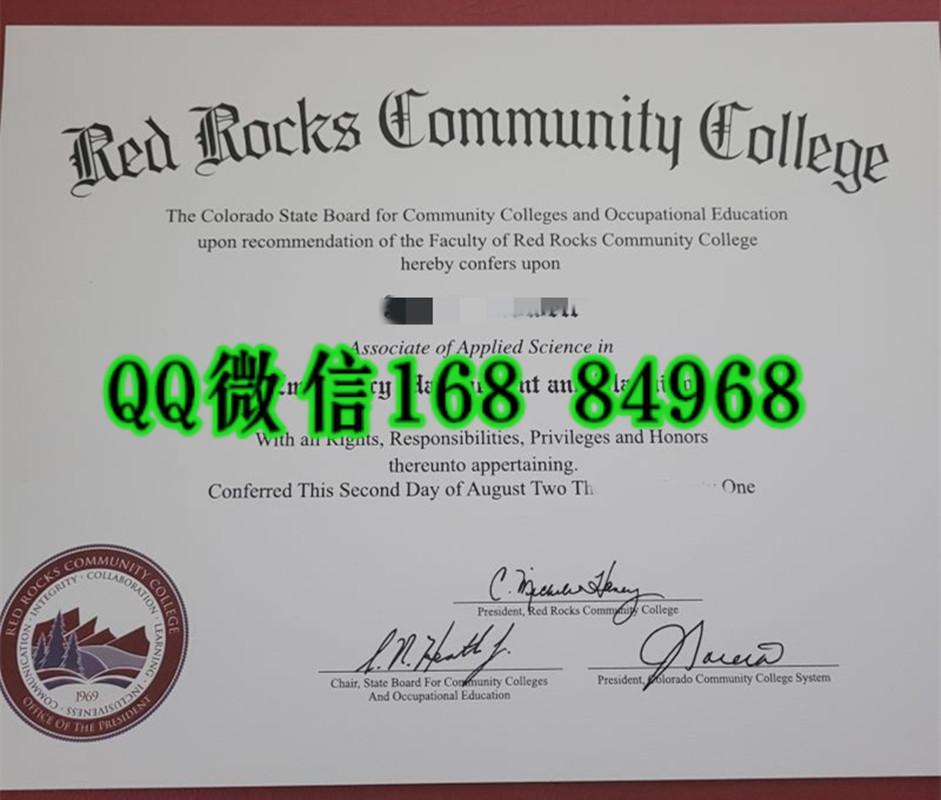 Red Rocks Community College
The Colorado State Board for Community Colleges and Occupational Education
upon recommendation of the Faculty of Red Rocks Community College
hereby confers upon
Associate of Applied Science in
QQ微信168 84968
With all Rights, Responsibilities, Privileges and Honors
thereunto appertaining.
Conferred This Second Day of August Two One
RED ROCKS COMMUNITY COLLEGE
COMMUNICATION · INTEGRITY · COLLABORATION · LEARNING · INCLUSIVENESS
1969
OFFICE OF THE PRESIDENT
President, Red Rocks Community College
Chair, State Board For Community Colleges
And Occupational Education
President, Colorado Community College System